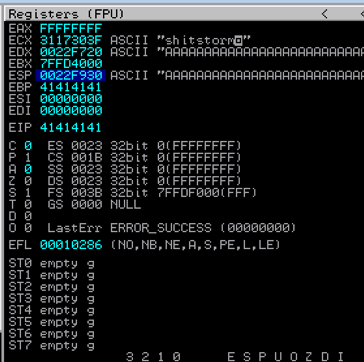 Registers (FPU) <
EAX FFFFFFFF
ECX 3117303F ASCII "shitstorm
EDX 0022F720 ASCII "AAAAAAAAAAAAAAAAAAAAAAAAA
EBX 7FFD4000
ESP 0022F930 ASCII "AAAAAAAAAAAAAAAAAAAAAAAAA
EBP 41414141
ESI 00000000
EDI 00000000
EIP 41414141
C 0 ES 0023 32bit 0(FFFFFFFF)
P 1 CS 001B 32bit 0(FFFFFFFF)
A 0 SS 0023 32bit 0(FFFFFFFF)
Z 0 DS 0023 32bit 0(FFFFFFFF)
S 1 FS 003B 32bit 7FFDF000(FFF)
T 0 GS 0000 NULL
D 0
O 0 LastErr ERROR_SUCCESS (00000000)
EFL 00010286 (NO,NB,NE,A,S,PE,L,LE)
ST0 empty g
ST1 empty g
ST2 empty g
ST3 empty g
ST4 empty g
ST5 empty g
ST6 empty g
ST7 empty g
3 2 1 0 E S P U O Z D I